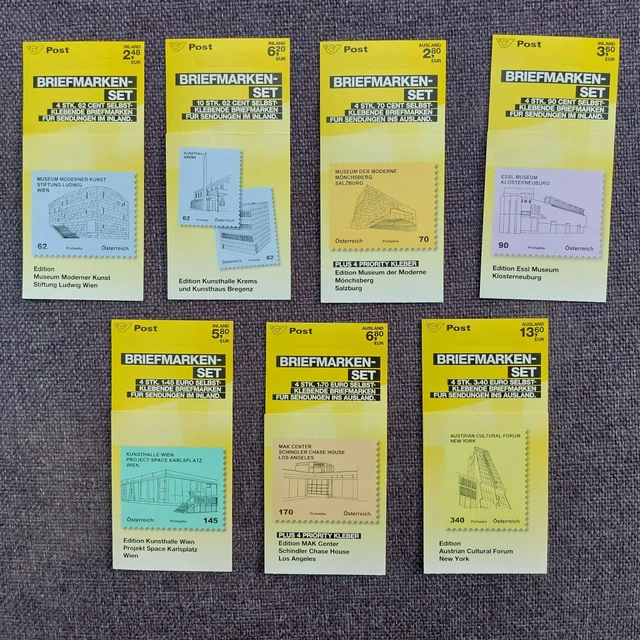 Post
INLAND
2,48
EUR
BRIEFMARKEN-
SET
4 STK. 62 CENT SELBST-
KLEBENDE BRIEFMARKEN
FÜR SENDUNGEN IM INLAND.
MUSEUM MODERNER KUNST
STIFTUNG LUDWIG
WIEN
62 Prohaska Österreich
Edition
Museum Moderner Kunst
Stiftung Ludwig Wien
Post
INLAND
6,20
EUR
BRIEFMARKEN-
SET
10 STK. 62 CENT SELBST-
KLEBENDE BRIEFMARKEN
FÜR SENDUNGEN IM INLAND.
KUNSTHALLE
KREMS
62 Österreich
Prohaska 62
Edition Kunsthalle Krems
und Kunsthaus Bregenz
Post
AUSLAND
2,80
EUR
BRIEFMARKEN-
SET
4 STK. 70 CENT SELBST-
KLEBENDE BRIEFMARKEN
FÜR SENDUNGEN INS AUSLAND.
MUSEUM DER MODERNE
MÖNCHSBERG
SALZBURG
Österreich Prohaska 70
PLUS 4 PRIORITY KLEBER
Edition Museum der Moderne
Mönchsberg
Salzburg
Post
INLAND
3,60
EUR
BRIEFMARKEN-
SET
4 STK. 90 CENT SELBST-
KLEBENDE BRIEFMARKEN
FÜR SENDUNGEN IM INLAND.
ESSL MUSEUM
KLOSTERNEUBURG
90 Prohaska Österreich
Edition Essl Museum
Klosterneuburg
Post
INLAND
5,80
EUR
BRIEFMARKEN-
SET
4 STK. 1,45 EURO SELBST-
KLEBENDE BRIEFMARKEN
FÜR SENDUNGEN IM INLAND.
KUNSTHALLE WIEN
PROJECT SPACE KARLSPLATZ
WIEN
Österreich Prohaska 145
Edition Kunsthalle Wien
Projekt Space Karlsplatz
Wien
Post
AUSLAND
6,80
EUR
BRIEFMARKEN-
SET
4 STK. 1,70 EURO SELBST-
KLEBENDE BRIEFMARKEN
FÜR SENDUNGEN INS AUSLAND.
MAK CENTER
SCHINDLER CHASE HOUSE
LOS ANGELES
170 Prohaska Österreich
PLUS 4 PRIORITY KLEBER
Edition MAK Center
Schindler Chase House
Los Angeles
Post
AUSLAND
13,60
EUR
BRIEFMARKEN-
SET
4 STK. 3,40 EURO SELBST-
KLEBENDE BRIEFMARKEN
FÜR SENDUNGEN INS AUSLAND.
AUSTRIAN CULTURAL FORUM
NEW YORK
340 Prohaska Österreich
Edition
Austrian Cultural Forum
New York